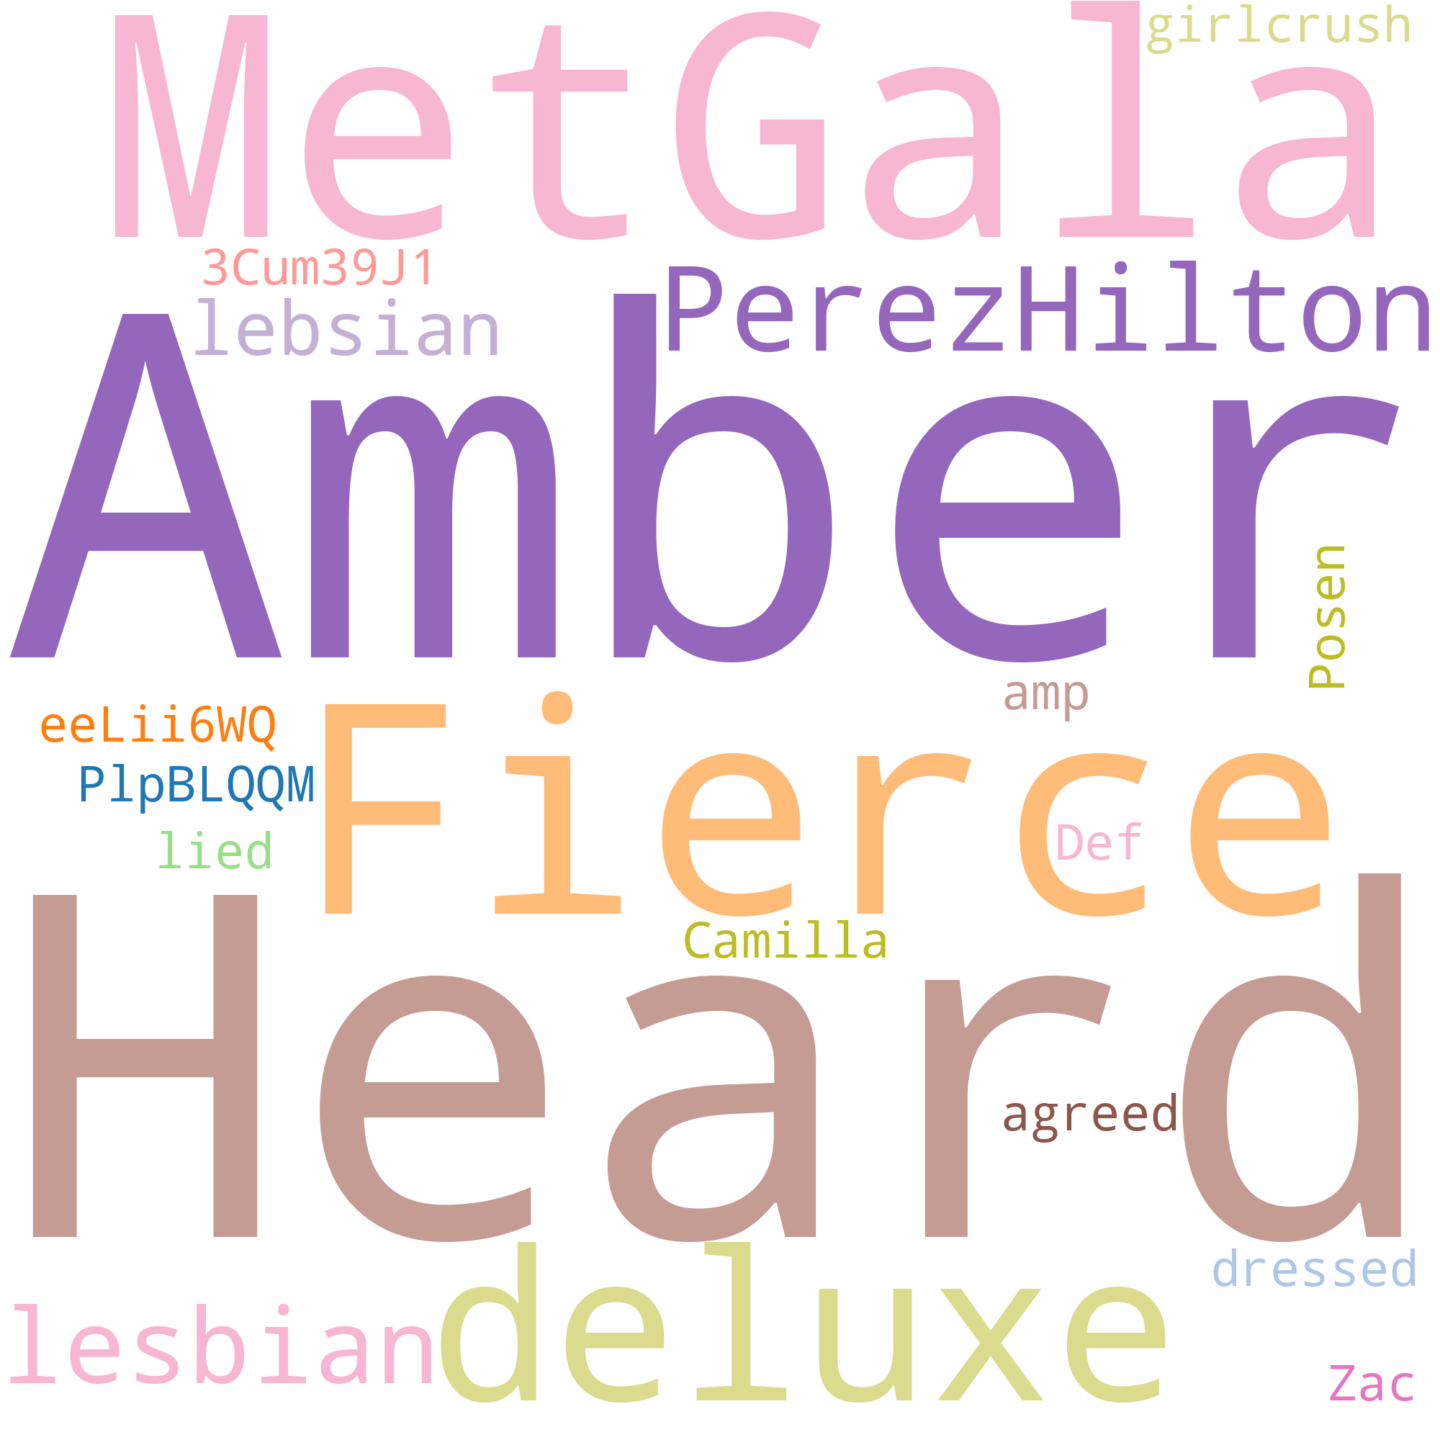 girlcrush
MetGala
3Cum39J1
PerezHilton
lebsian
Amber
Posen
amp
eeLii6WQ
Fierce
PlpBLQQM
Def
lied
Camilla
Heard
agreed
dressed
deluxe
lesbian
Zac